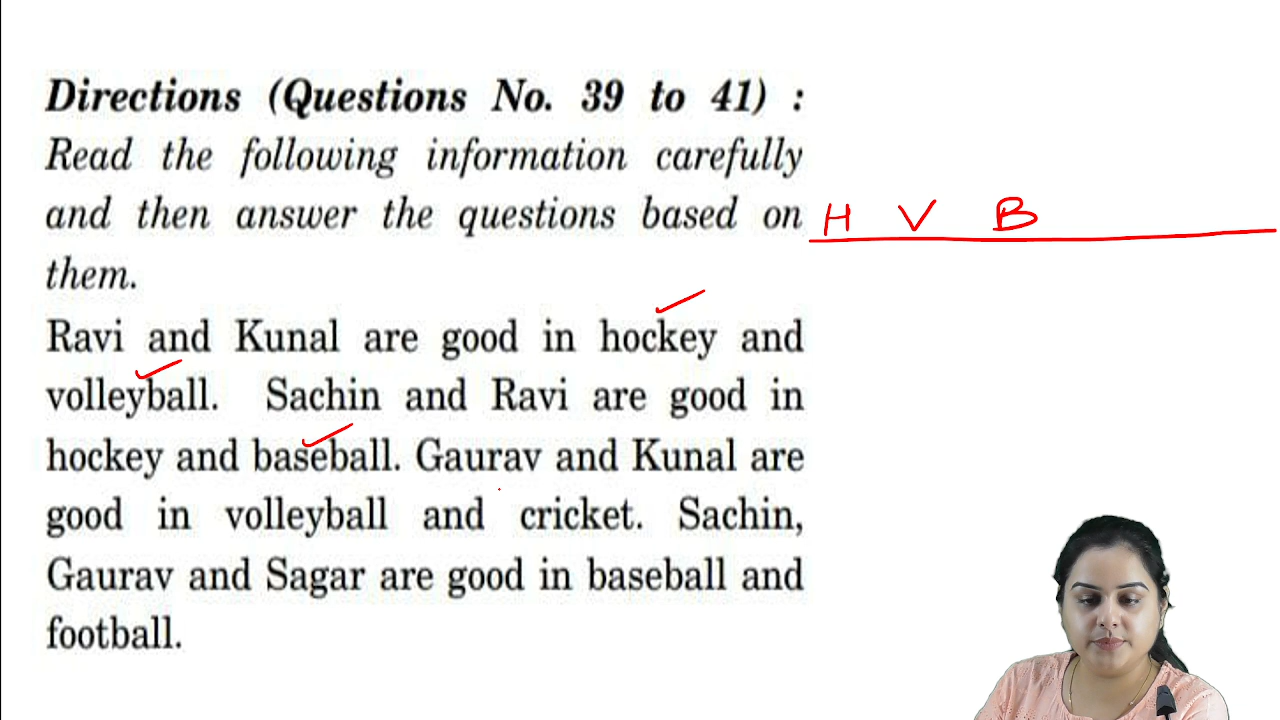 Directions (Questions No. 39 to 41) :
Read the following information carefully
and then answer the questions based on
them.
H V B
Ravi and Kunal are good in hockey and
volleyball. Sachin and Ravi are good in
hockey and baseball. Gaurav and Kunal are
good in volleyball and cricket. Sachin,
Gaurav and Sagar are good in baseball and
football.